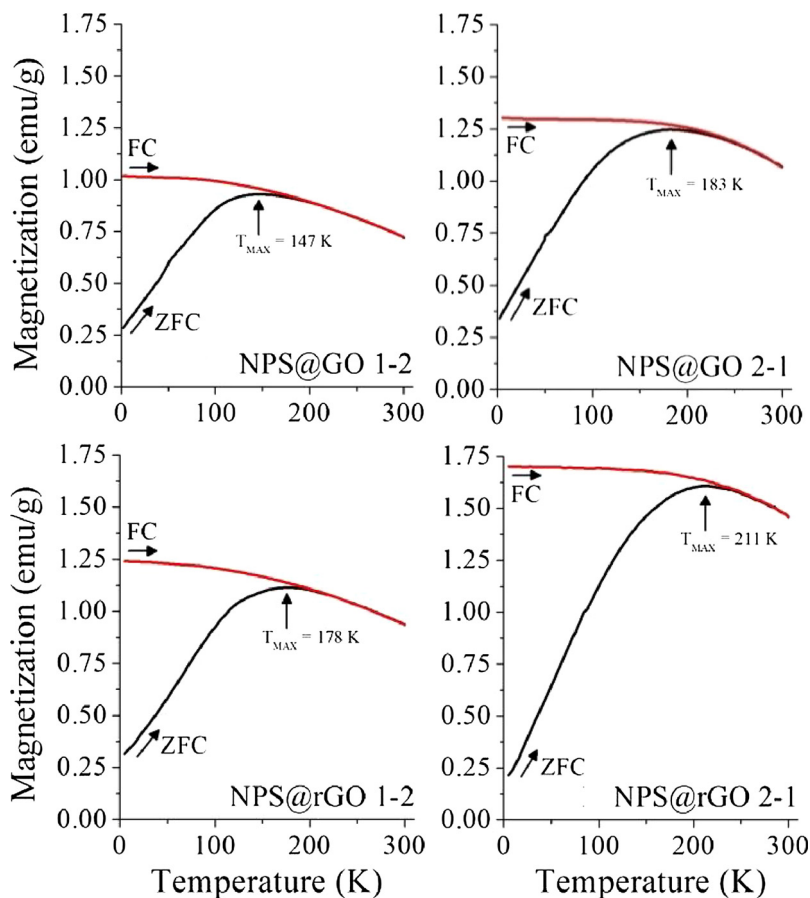 Magnetization (emu/g)
1.75
1.50
1.25
1.00
0.75
0.50
0.25
0.00
FC
T_MAX = 147 K
ZFC
NPS@GO 1-2
0
100
200
300
1.75
1.50
1.25
1.00
0.75
0.50
0.25
0.00
FC
T_MAX = 183 K
ZFC
NPS@GO 2-1
0
100
200
300
Magnetization (emu/g)
1.75
1.50
1.25
1.00
0.75
0.50
0.25
0.00
FC
T_MAX = 178 K
ZFC
NPS@rGO 1-2
0
100
200
300
Temperature (K)
1.75
1.50
1.25
1.00
0.75
0.50
0.25
0.00
FC
T_MAX = 211 K
ZFC
NPS@rGO 2-1
0
100
200
300
Temperature (K)